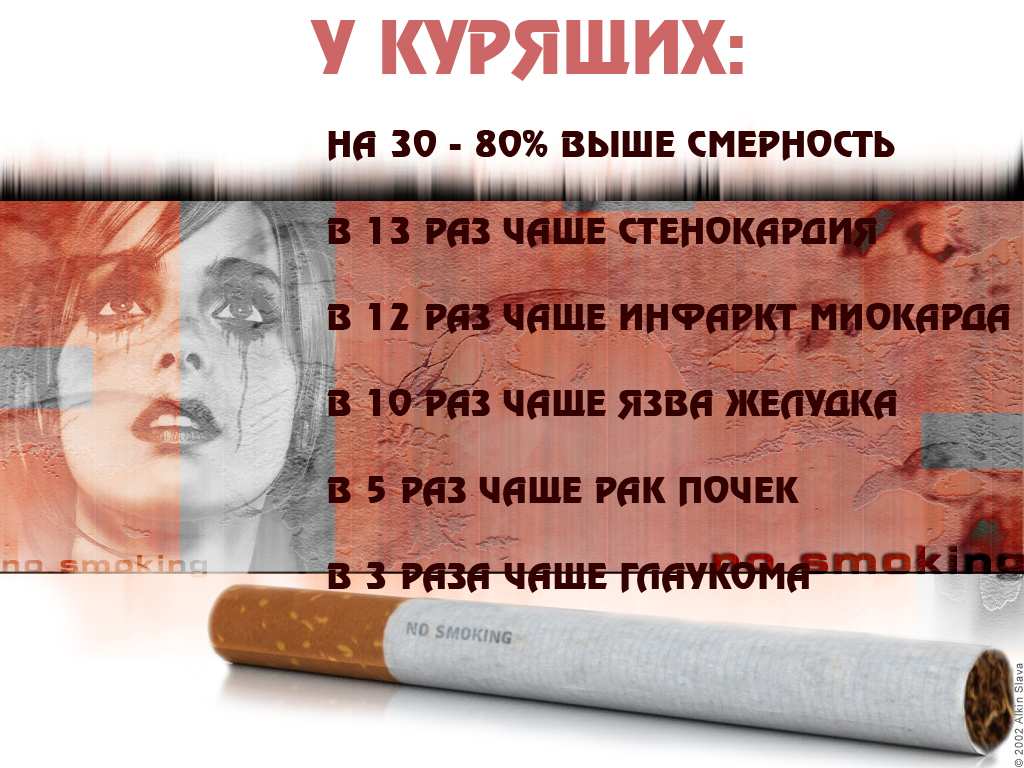 У КУРЯЩИХ:
НА 30 - 80% ВЫШЕ СМЕРНОСТЬ
В 13 РАЗ ЧАЩЕ СТЕНОКАРДИЯ
В 12 РАЗ ЧАЩЕ ИНФАРКТ МИОКАРДА
В 10 РАЗ ЧАЩЕ ЯЗВА ЖЕЛУДКА
В 5 РАЗ ЧАЩЕ РАК ПОЧЕК
no smoking
no smoking
В 3 РАЗА ЧАЩЕ ГЛАУКОМА
NO SMOKING
© 2002 Alkin Slava